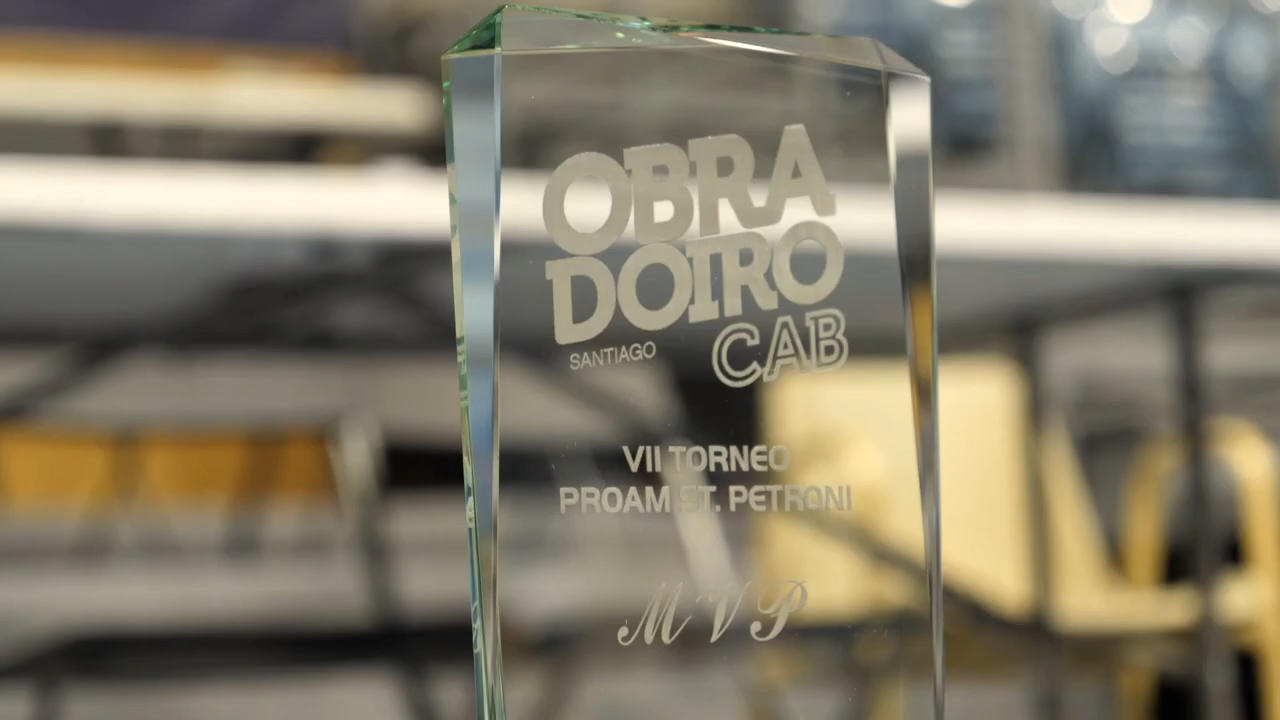 OBRA
DOIRO
SANTIAGO CAB
VII TORNEO
PROAM ST. PETRONI
MVP